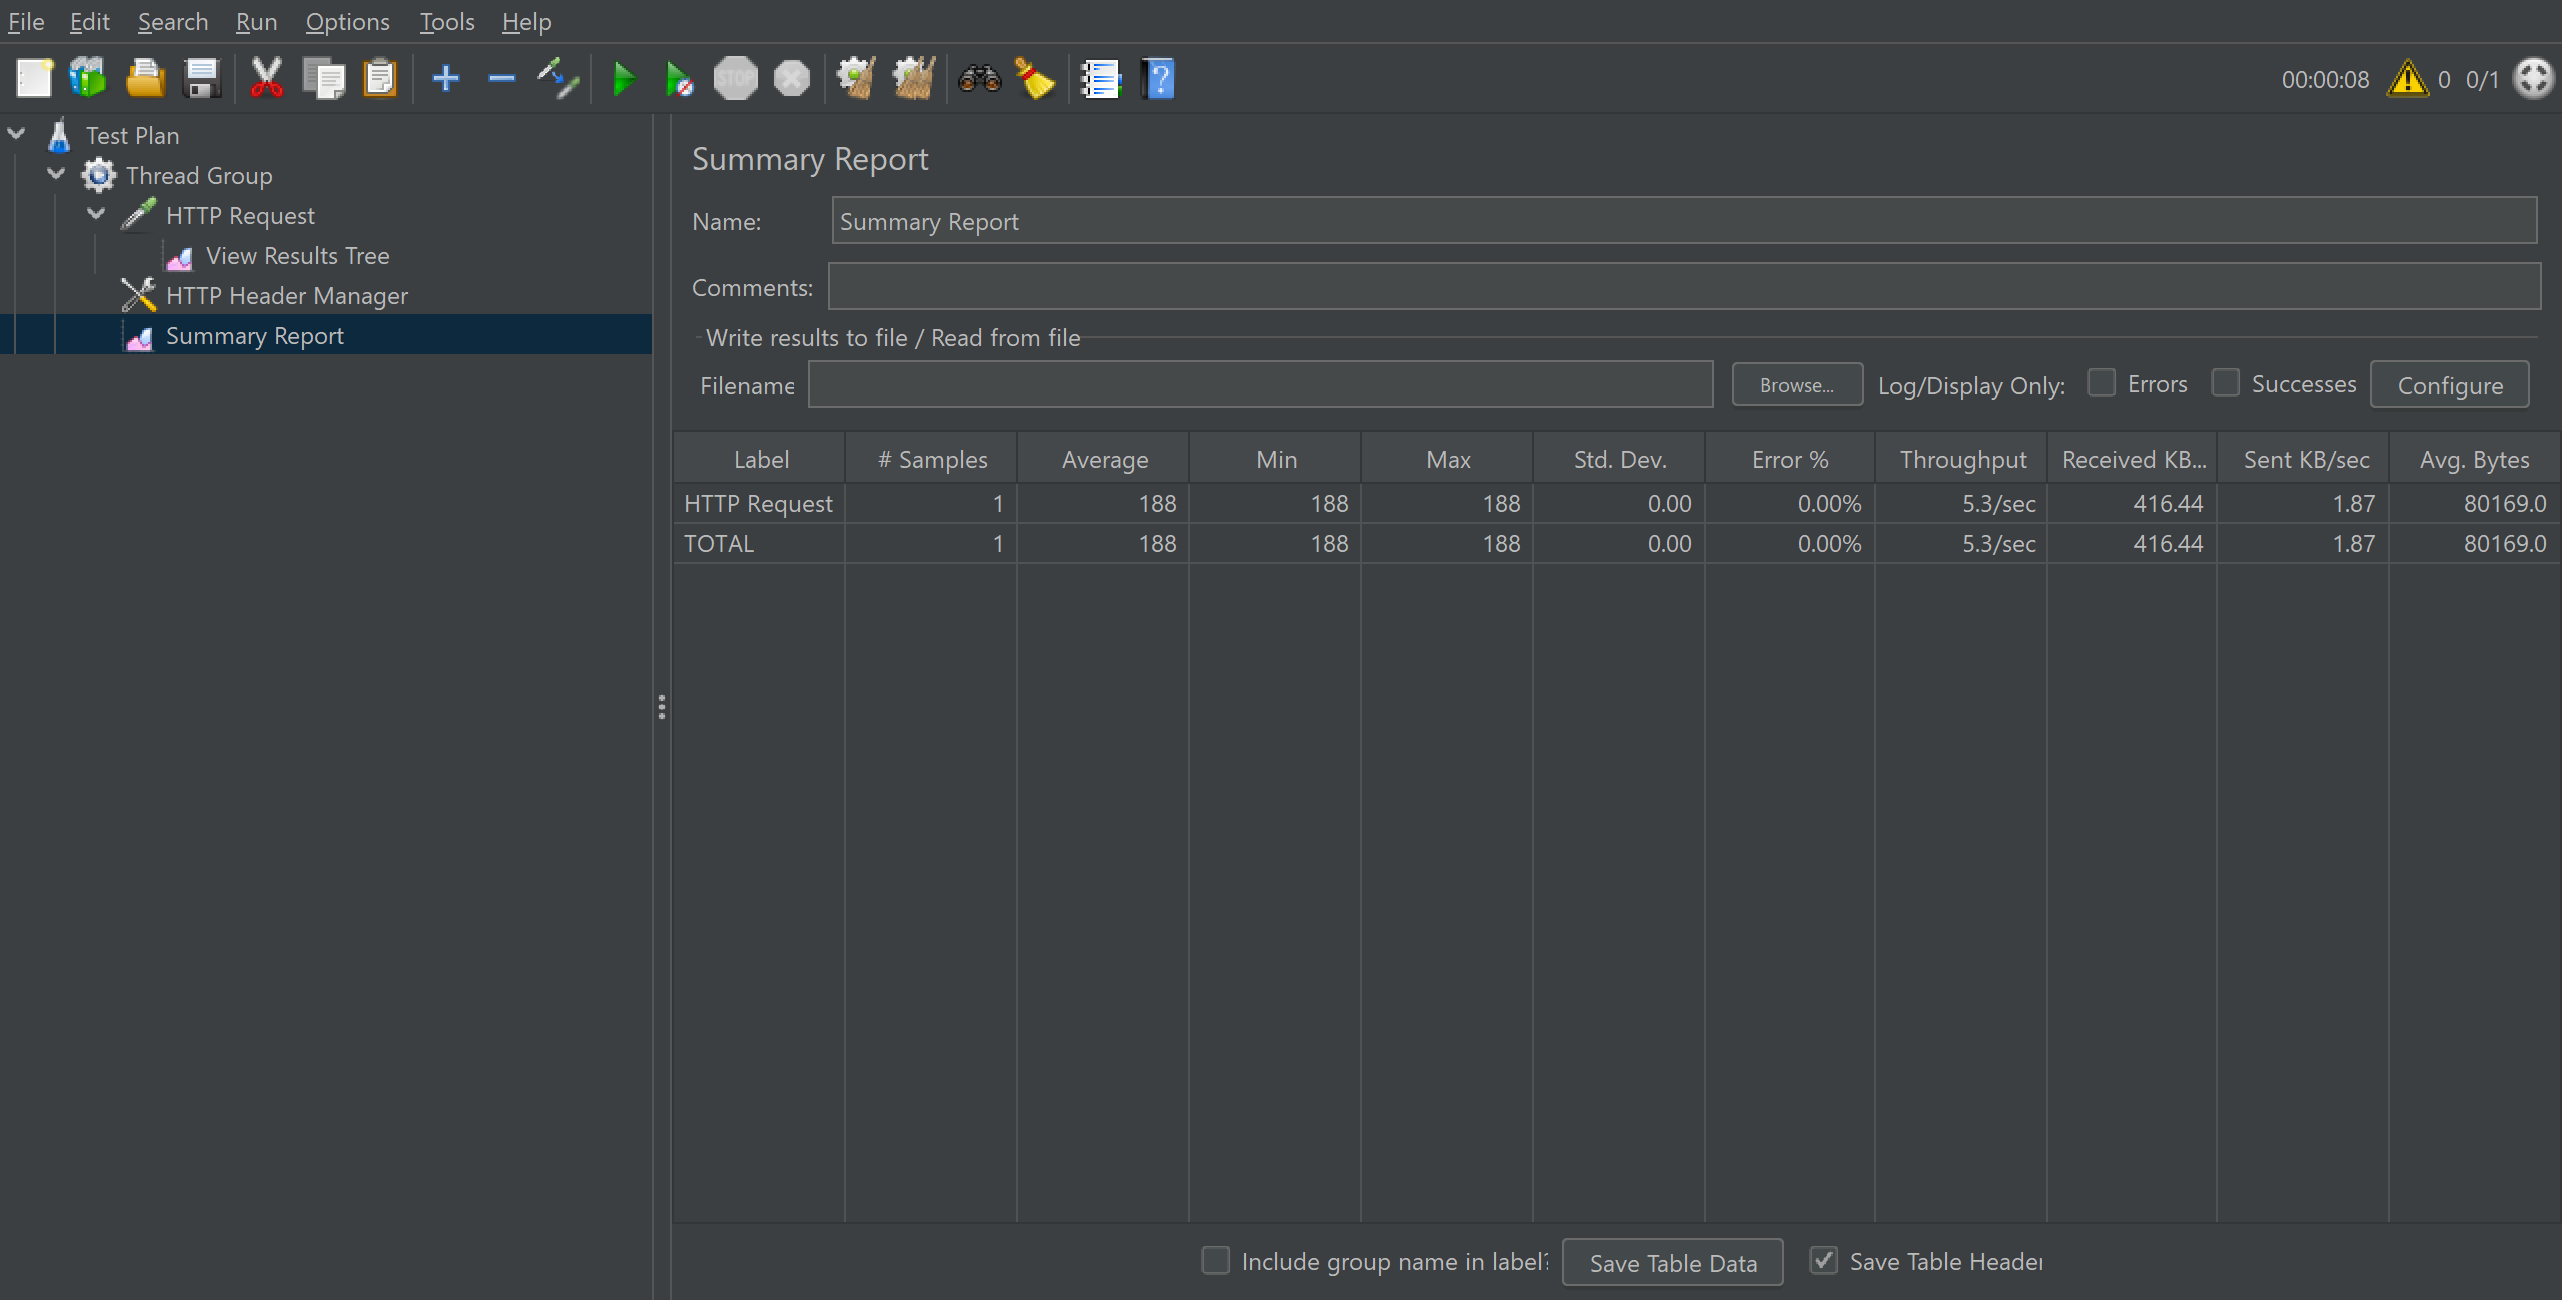 File Edit Search Run Options Tools Help
STOP
?
00:00:08 0 0/1
Test Plan
Thread Group
HTTP Request
View Results Tree
HTTP Header Manager
Summary Report
Summary Report
Name: Summary Report
Comments:
Write results to file / Read from file
Filename Browse... Log/Display Only: Errors Successes Configure
Label # Samples Average Min Max Std. Dev. Error % Throughput Received KB... Sent KB/sec Avg. Bytes
HTTP Request 1 188 188 188 0.00 0.00% 5.3/sec 416.44 1.87 80169.0
TOTAL 1 188 188 188 0.00 0.00% 5.3/sec 416.44 1.87 80169.0
Include group name in label? Save Table Data Save Table Header